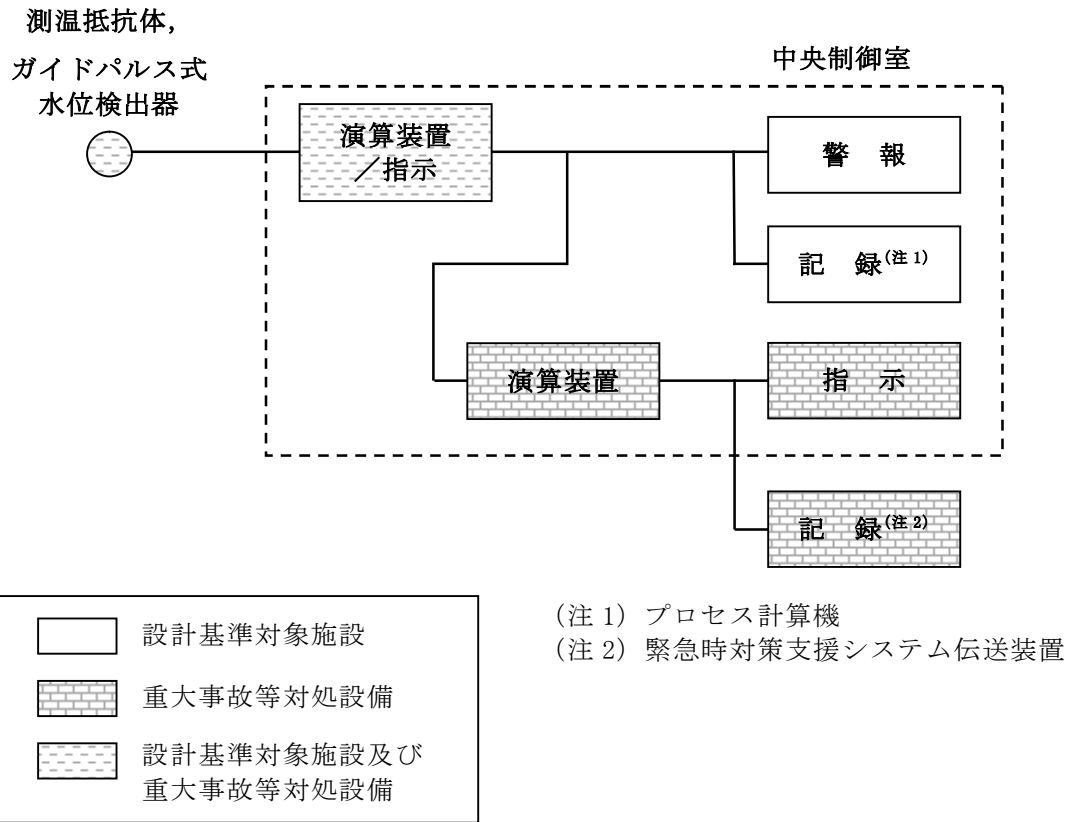 測温抵抗体，
ガイドパルス式
水位検出器
中央制御室
演算装置
／指示
警　報
記　録(注 1)
演算装置
指　示
記　録(注 2)
設計基準対象施設
重大事故等対処設備
設計基準対象施設及び
重大事故等対処設備
（注 1）プロセス計算機
（注 2）緊急時対策支援システム伝送装置